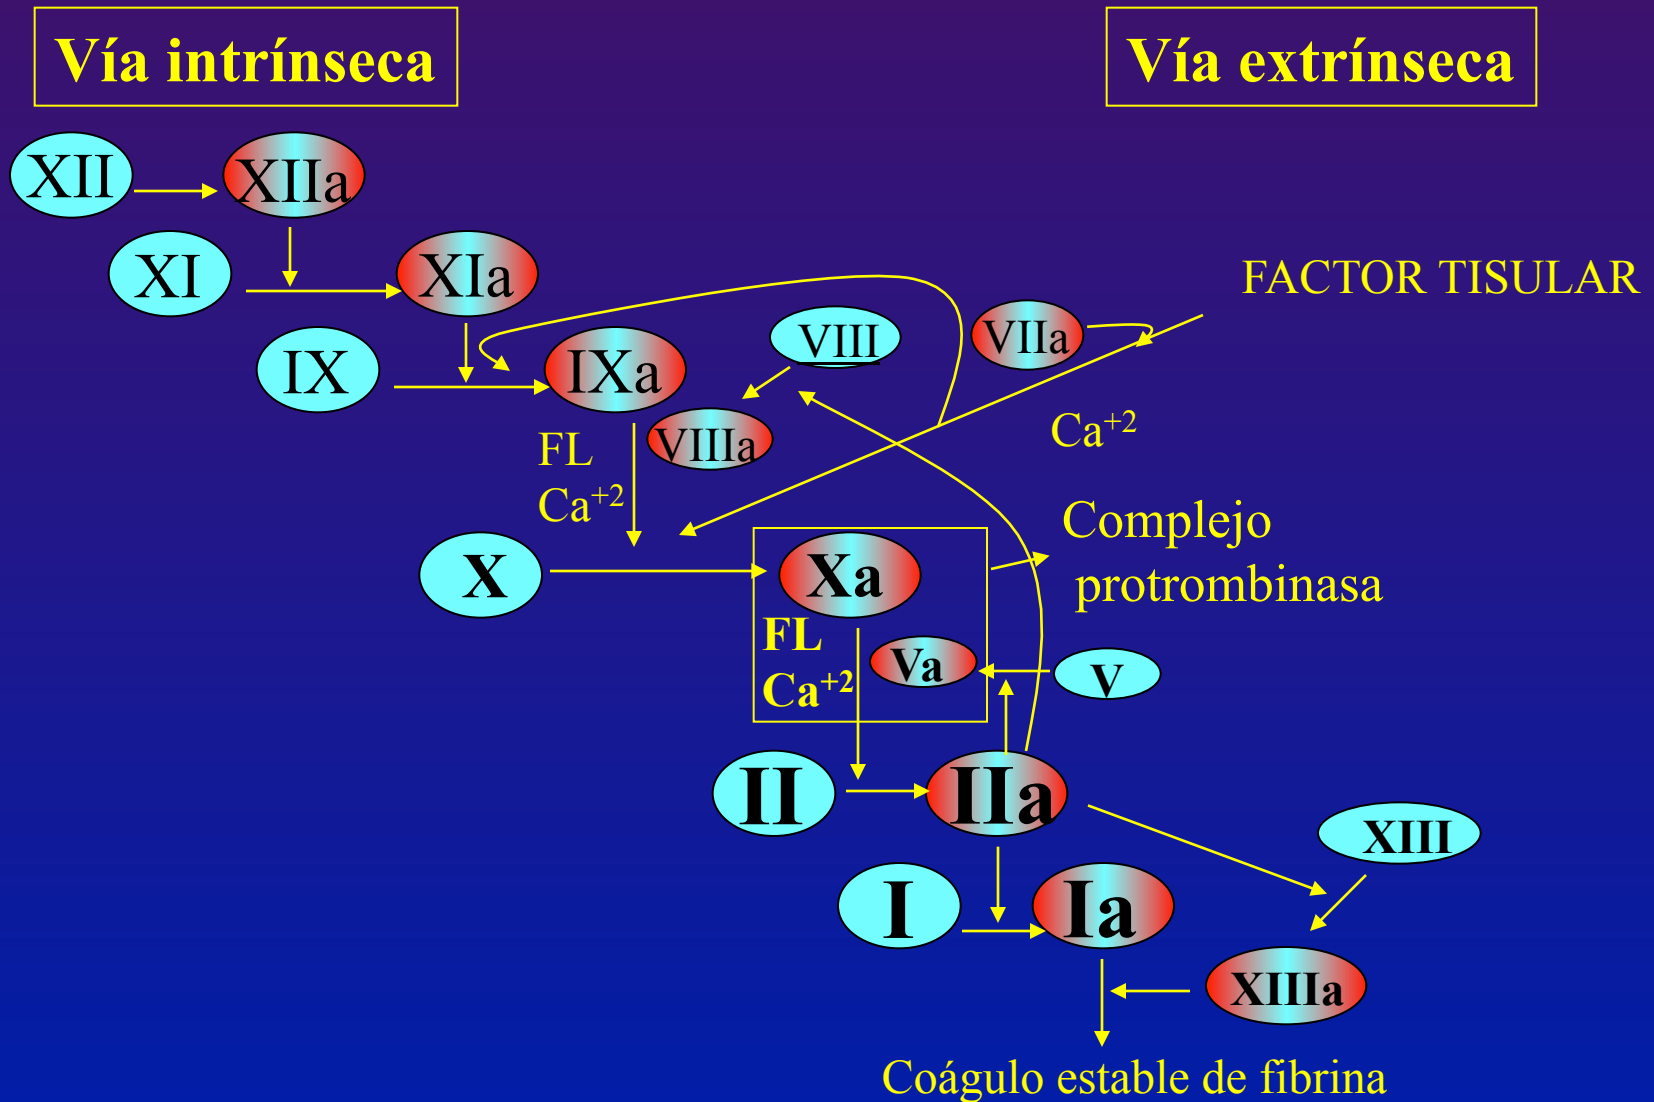 Vía intrínseca
Vía extrínseca
XII
XIIa
XI
XIa
FACTOR TISULAR
IX
IXa
VIII
VIIa
VIIIa
FL
Ca+2
Ca+2
X
Xa
Complejo
protrombinasa
FL
Ca+2
Va
V
II
IIa
XIII
I
Ia
XIIIa
Coágulo estable de fibrina